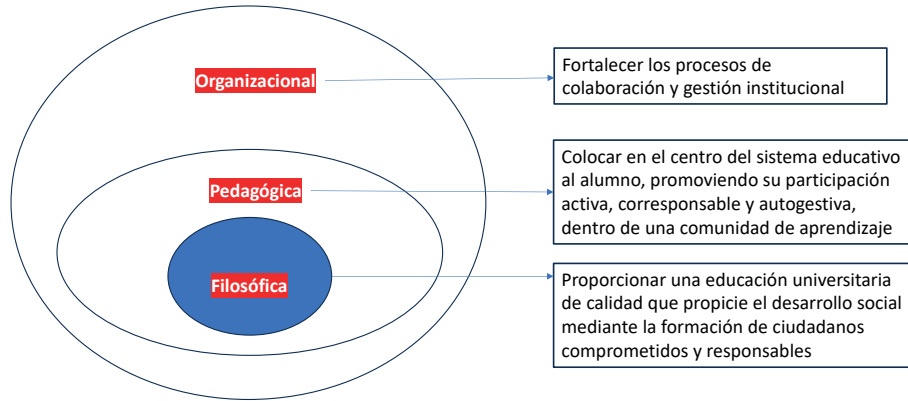 Organizacional
Fortalecer los procesos de
colaboración y gestión institucional
Pedagógica
Colocar en el centro del sistema educativo
al alumno, promoviendo su participación
activa, corresponsable y autogestiva,
dentro de una comunidad de aprendizaje
Filosófica
Proporcionar una educación universitaria
de calidad que propicie el desarrollo social
mediante la formación de ciudadanos
comprometidos y responsables